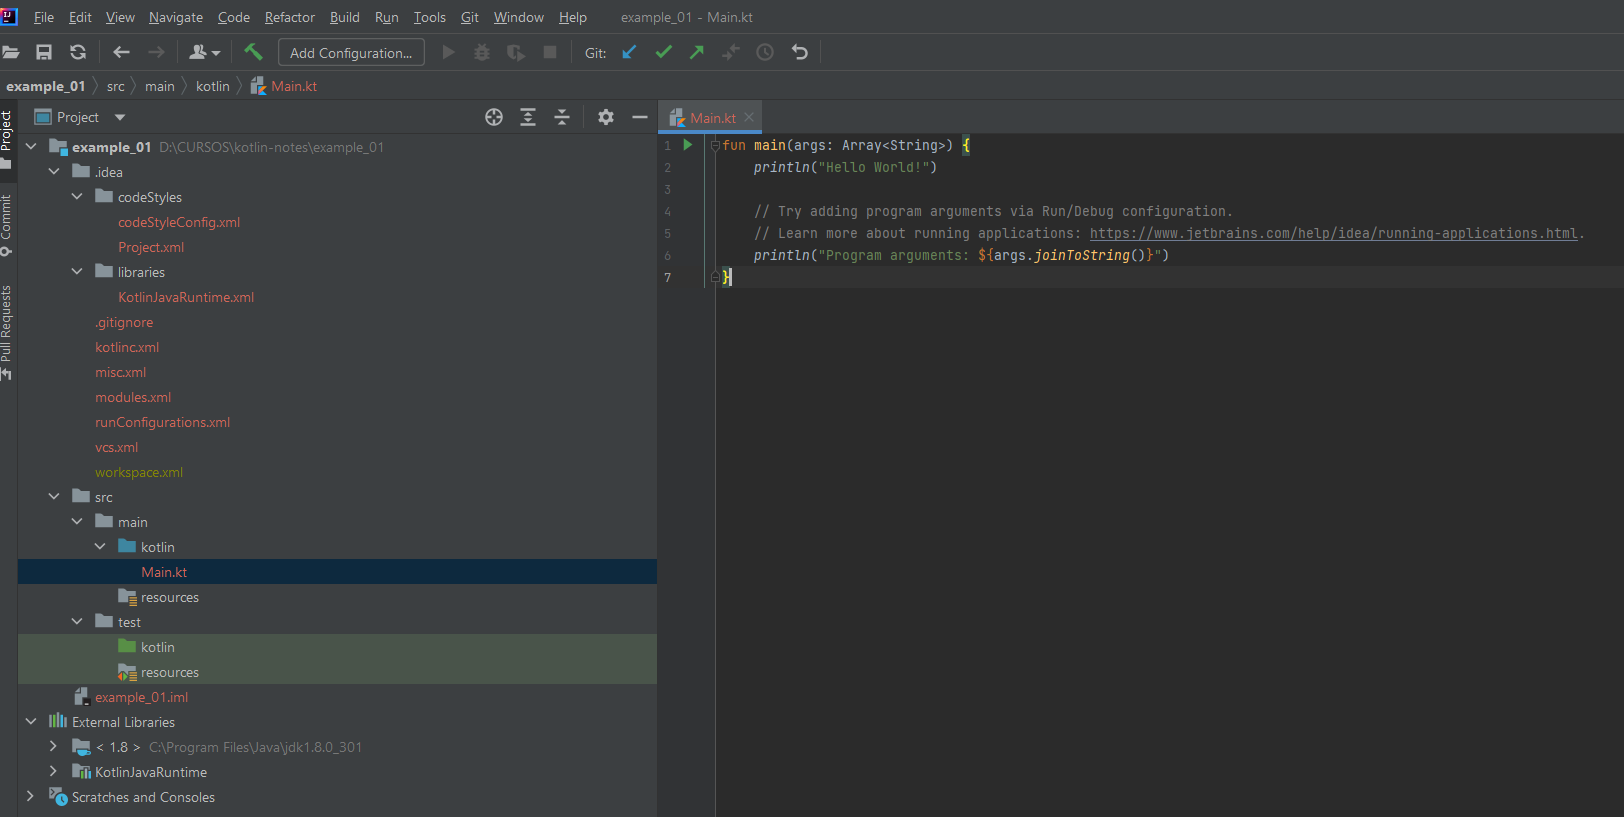 File Edit View Navigate Code Refactor Build Run Tools Git Window Help example_01 - Main.kt
Add Configuration... Git:
example_01 src main kotlin Main.kt
Project
Commit
Pull Requests
Project
example_01 D:\CURSOS\kotlin-notes\example_01
.idea
codeStyles
codeStyleConfig.xml
Project.xml
libraries
KotlinJavaRuntime.xml
.gitignore
kotlinc.xml
misc.xml
modules.xml
runConfigurations.xml
vcs.xml
workspace.xml
src
main
kotlin
Main.kt
resources
test
kotlin
resources
example_01.iml
External Libraries
< 1.8 > C:\Program Files\Java\jdk1.8.0_301
KotlinJavaRuntime
Scratches and Consoles
Main.kt
1 fun main(args: Array<String>) {
2 println("Hello World!")
3
4 // Try adding program arguments via Run/Debug configuration.
5 // Learn more about running applications: https://www.jetbrains.com/help/idea/running-applications.html.
6 println("Program arguments: ${args.joinToString()}")
7 }